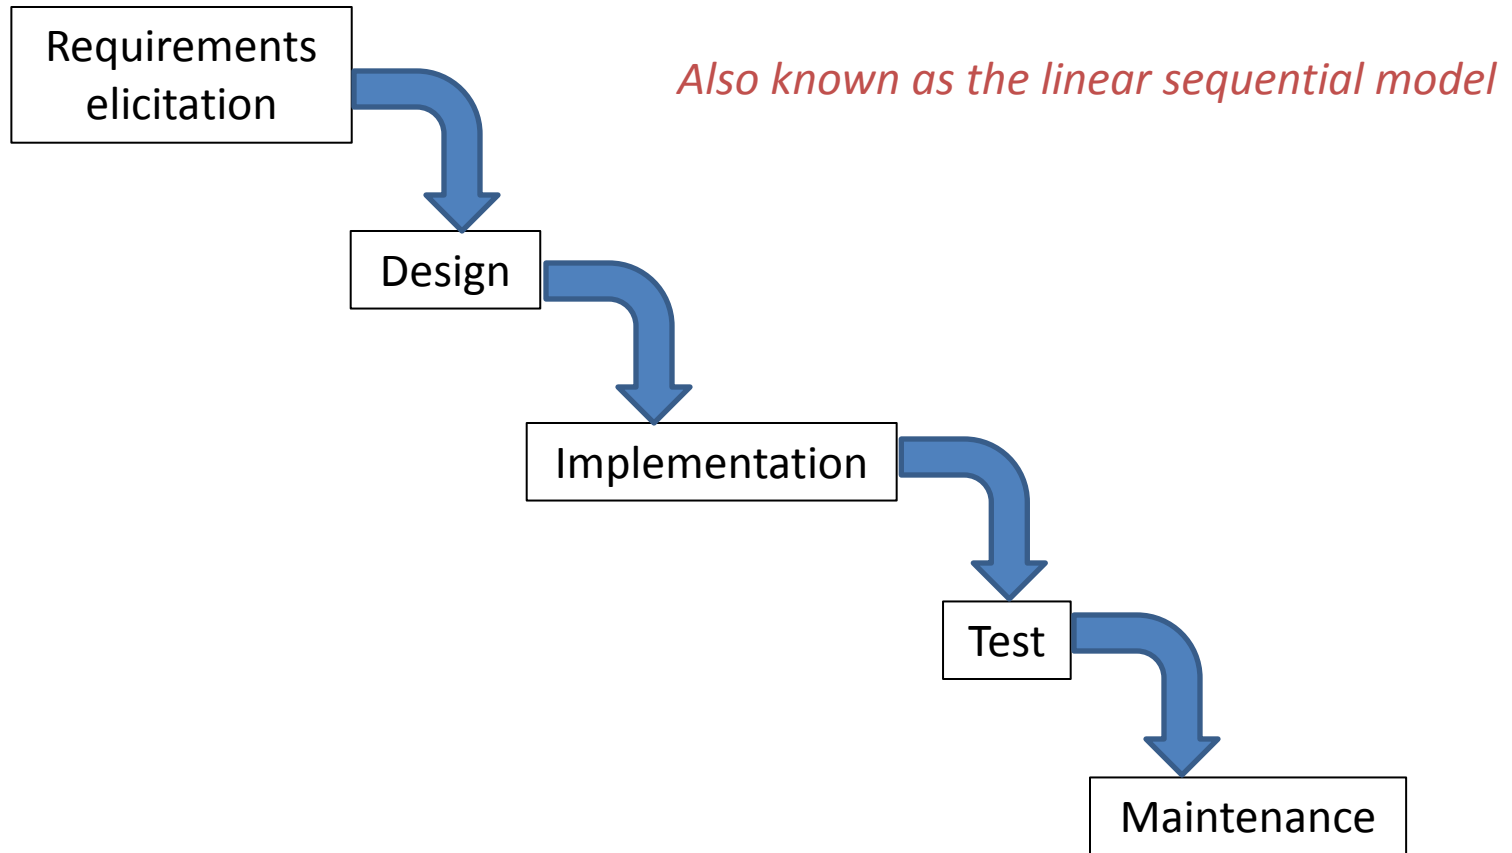 Requirements
elicitation
Also known as the linear sequential model
Design
Implementation
Test
Maintenance